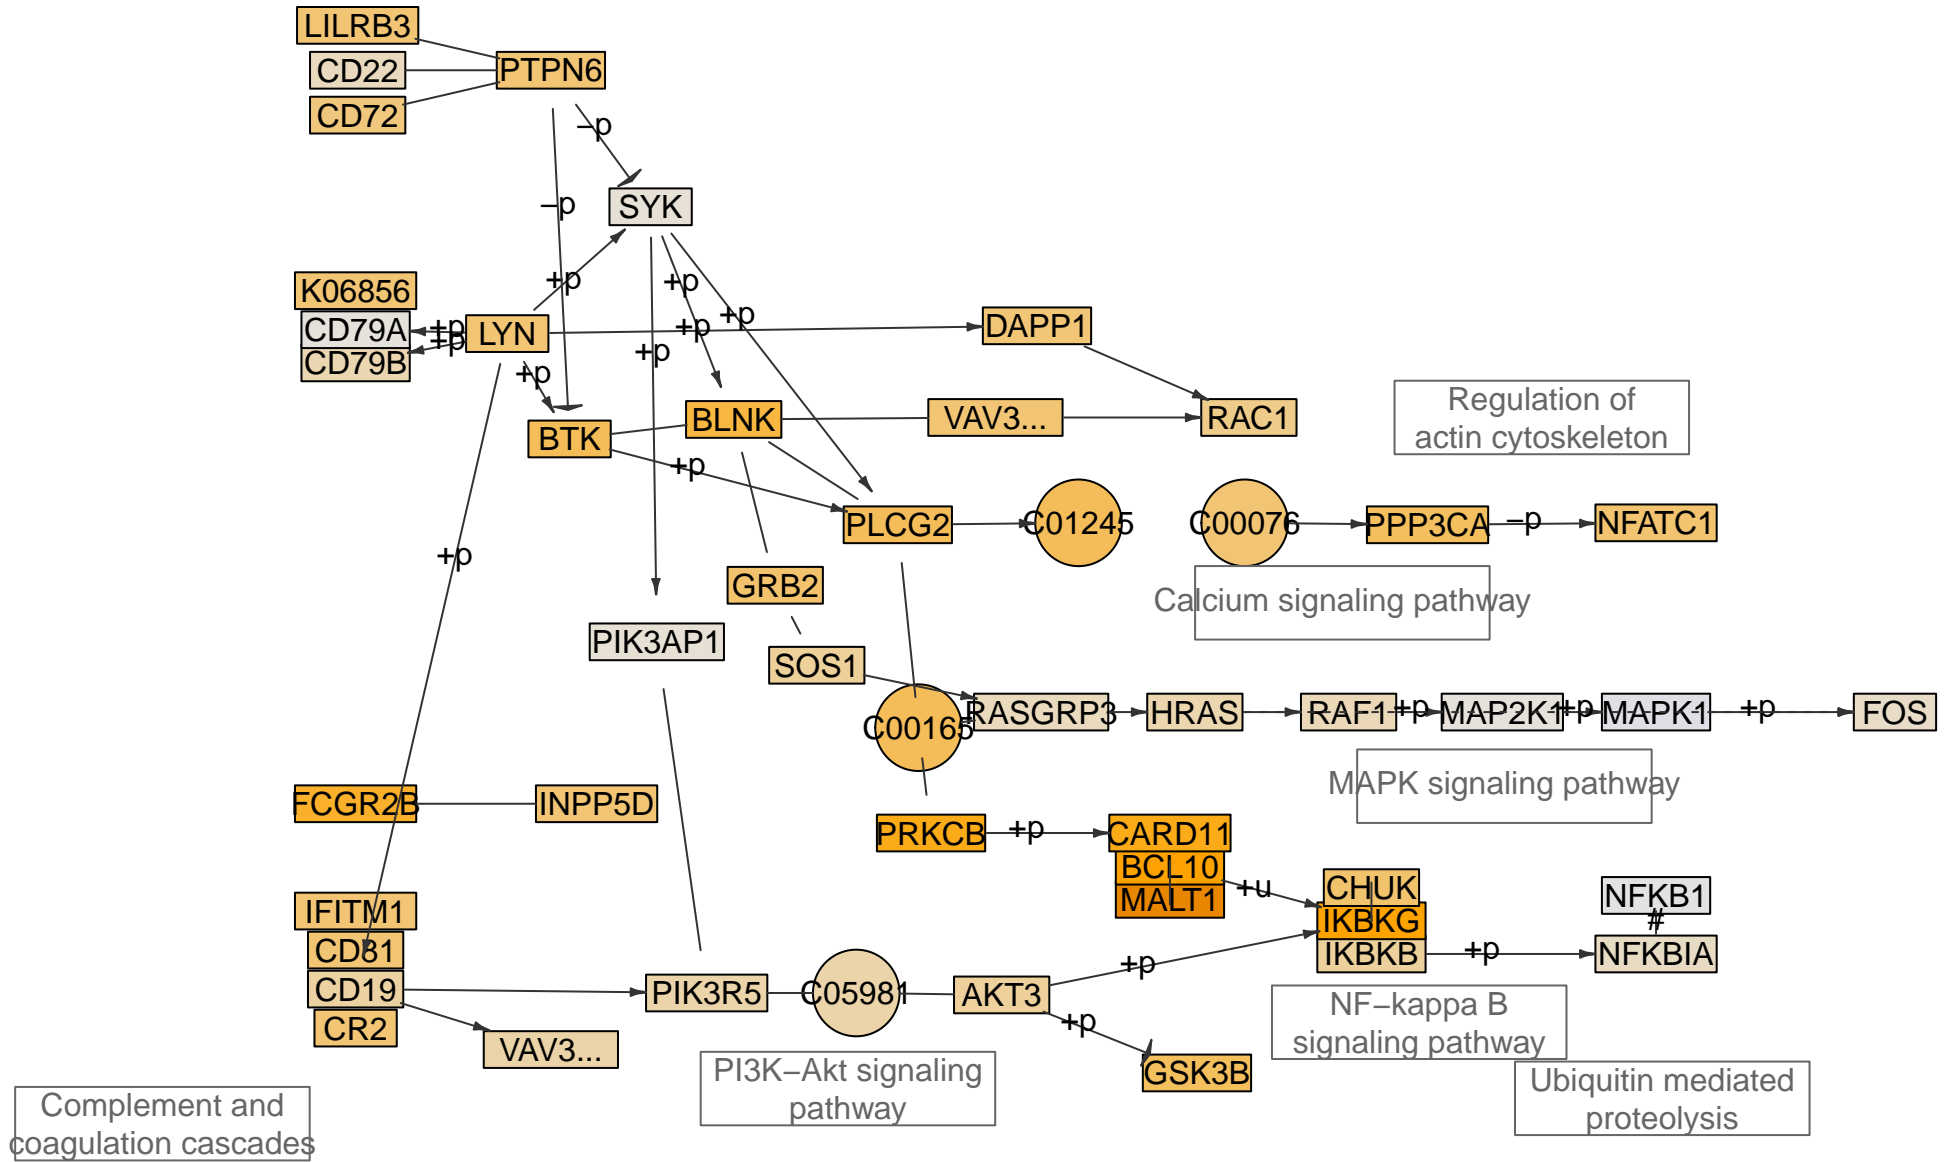 LILRB3
CD22
PTPN6
CD72
–p
–p
SYK
+p
+p
K06856
+p
CD79A
+p
LYN
+p
DAPP1
+p
+p
CD79B
+p
BLNK
VAV3...
RAC1
Regulation of
actin cytoskeleton
BTK
+p
PLCG2
C01245
C00076
PPP3CA
–p
NFATC1
+p
GRB2
Calcium signaling pathway
PIK3AP1
SOS1
C00165
RASGRP3
HRAS
RAF1
+p
MAP2K1
+p
MAPK1
+p
FOS
MAPK signaling pathway
FCGR2B
INPP5D
PRKCB
+p
CARD11
BCL10
+u
MALT1
CHUK
IKBKG
IKBKB
+p
NFKB1
#
NFKBIA
IFITM1
CD81
CD19
CR2
VAV3...
PIK3R5
C05981
AKT3
+p
+p
GSK3B
NF–kappa B
signaling pathway
PI3K–Akt signaling
pathway
Ubiquitin mediated
proteolysis
Complement and
coagulation cascades